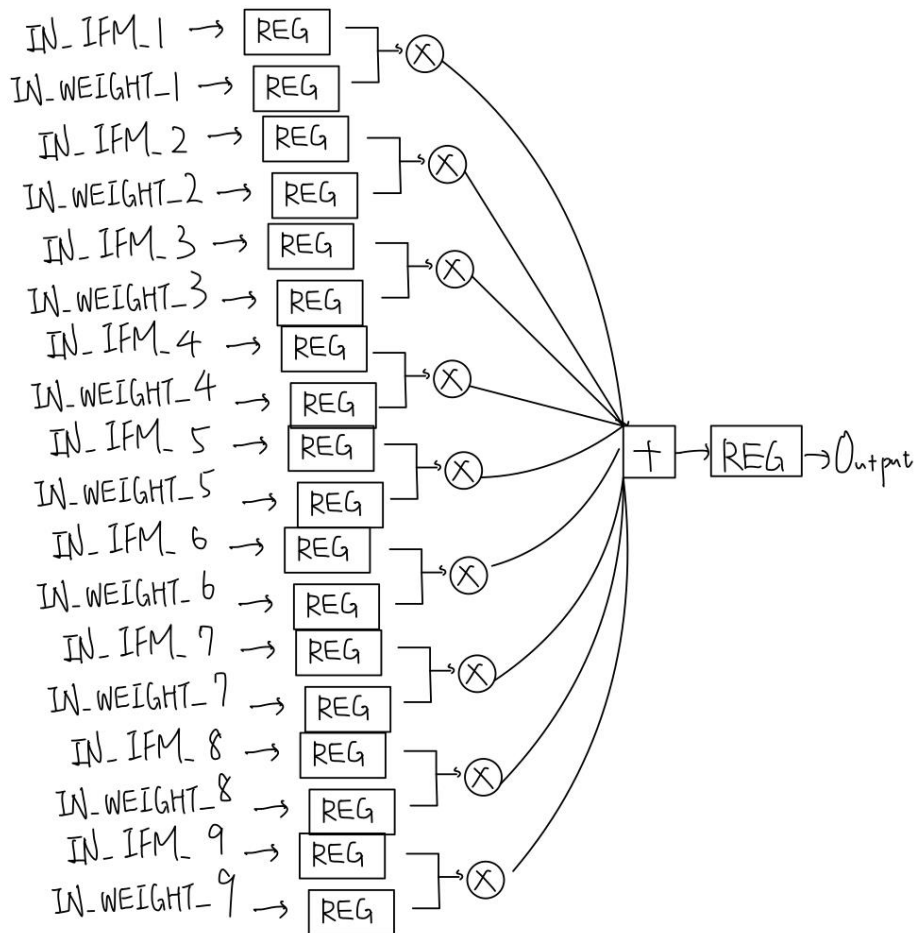 IN_IFM_1 → REG
IN_WEIGHT_1 → REG
IN_IFM_2 → REG
IN_WEIGHT_2 → REG
IN_IFM_3 → REG
IN_WEIGHT_3 → REG
IN_IFM_4 → REG
IN_WEIGHT_4 → REG
IN_IFM_5 → REG
IN_WEIGHT_5 → REG
IN_IFM_6 → REG
IN_WEIGHT_6 → REG
IN_IFM_7 → REG
IN_WEIGHT_7 → REG
IN_IFM_8 → REG
IN_WEIGHT_8 → REG
IN_IFM_9 → REG
IN_WEIGHT_9 → REG
X
X
X
X
X
X
X
X
X
+ → REG → Output